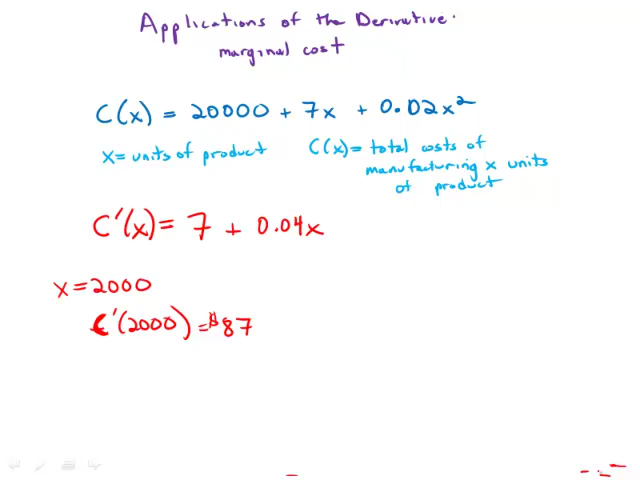 Applications of the Derivative.
marginal cost
C(x) = 20000 + 7x + 0.02x²
x = units of product
C(x) = total costs of
manufacturing x units
of product
C'(x) = 7 + 0.04x
x = 2000
C'(2000) = $87